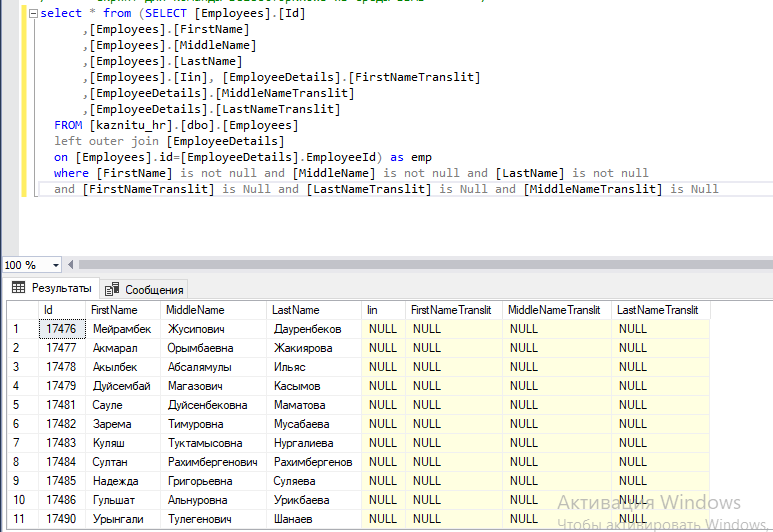 select * from (SELECT [Employees].[Id]
,[Employees].[FirstName]
,[Employees].[MiddleName]
,[Employees].[LastName]
,[Employees].[Iin], [EmployeeDetails].[FirstNameTranslit]
,[EmployeeDetails].[MiddleNameTranslit]
,[EmployeeDetails].[LastNameTranslit]
FROM [kaznitu_hr].[dbo].[Employees]
left outer join [EmployeeDetails]
on [Employees].id=[EmployeeDetails].EmployeeId) as emp
where [FirstName] is not null and [MiddleName] is not null and [LastName] is not null
and [FirstNameTranslit] is Null and [LastNameTranslit] is Null and [MiddleNameTranslit] is Null
100 %
Результаты Сообщения
Id FirstName MiddleName LastName Iin FirstNameTranslit MiddleNameTranslit LastNameTranslit
1 17476 Мейрамбек Жусипович Дауренбеков NULL NULL NULL NULL
2 17477 Акмарал Орымбаевна Жакиярова NULL NULL NULL NULL
3 17478 Акылбек Абсалямулы Ильяс NULL NULL NULL NULL
4 17479 Дуйсембай Магазович Касымов NULL NULL NULL NULL
5 17481 Сауле Дуйсенбековна Маматова NULL NULL NULL NULL
6 17482 Зарема Тимуровна Мусабаева NULL NULL NULL NULL
7 17483 Куляш Туктамысовна Нургалиева NULL NULL NULL NULL
8 17484 Султан Рахимбергенович Рахимбергенов NULL NULL NULL NULL
9 17485 Надежда Григорьевна Суляева NULL NULL NULL NULL
10 17486 Гульшат Альнуровна Урикбаева NULL NULL NULL NULL
11 17490 Урынгали Тулегенович Шанаев NULL NULL NULL NULL
Активация Windows
Чтобы активировать Windows,